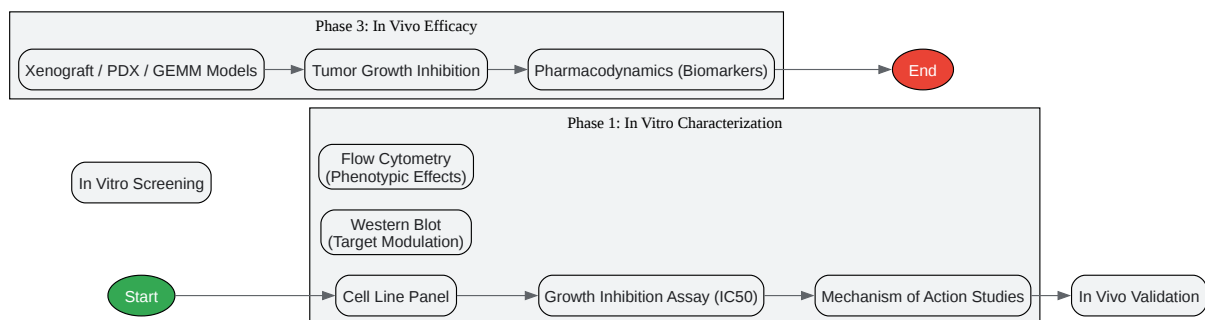 Phase 3: In Vivo Efficacy
Xenograft / PDX / GEMM Models
Tumor Growth Inhibition
Pharmacodynamics (Biomarkers)
End
Phase 1: In Vitro Characterization
Flow Cytometry
(Phenotypic Effects)
In Vitro Screening
Western Blot
(Target Modulation)
Start
Cell Line Panel
Growth Inhibition Assay (IC50)
Mechanism of Action Studies
In Vivo Validation